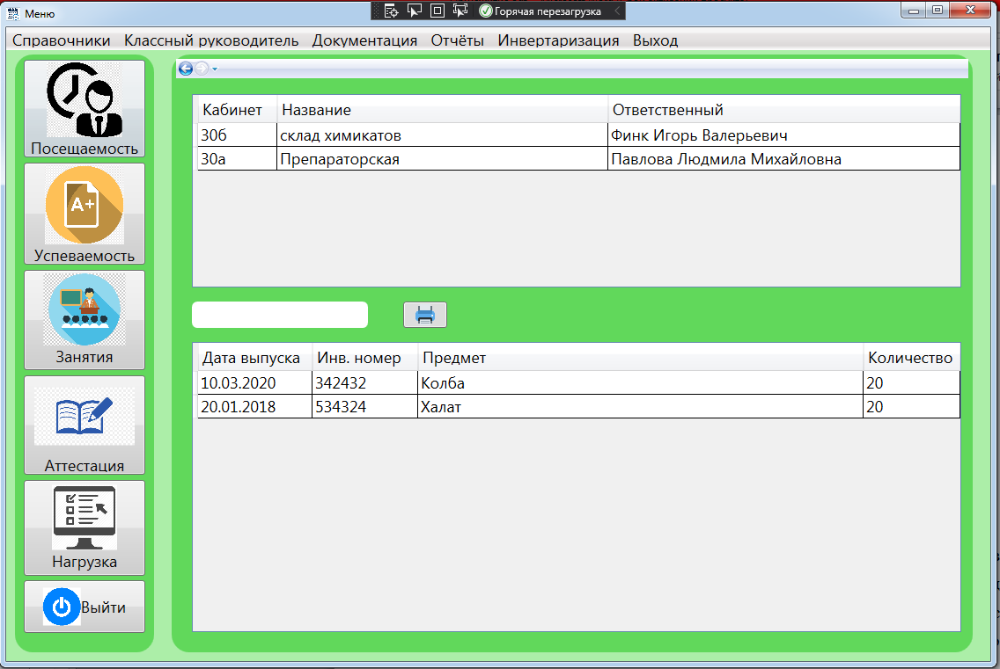 Меню
Горячая перезагрузка
Справочники Классный руководитель Документация Отчёты Инвертаризация Выход
Посещаемость
A+
Успеваемость
Занятия
Аттестация
Нагрузка
Выйти
Кабинет Название Ответственный
30б склад химикатов Финк Игорь Валерьевич
30а Препараторская Павлова Людмила Михайловна
Дата выпуска Инв. номер Предмет Количество
10.03.2020 342432 Колба 20
20.01.2018 534324 Халат 20